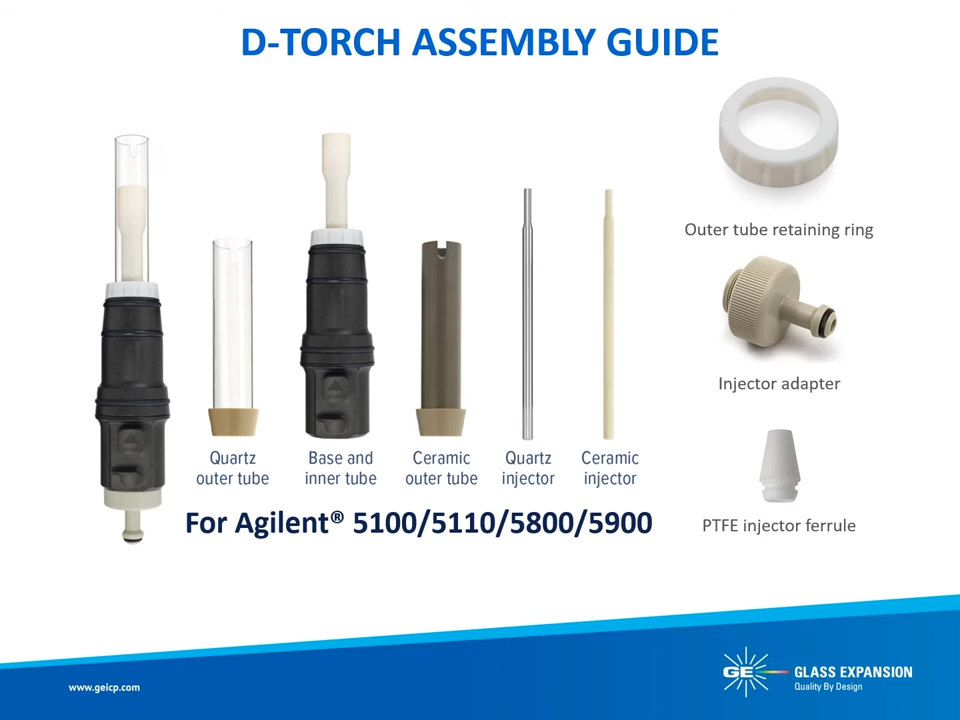 D-TORCH ASSEMBLY GUIDE
Outer tube retaining ring
Injector adapter
Quartz
outer tube
Base and
inner tube
Ceramic
outer tube
Quartz
injector
Ceramic
injector
PTFE injector ferrule
For Agilent® 5100/5110/5800/5900
www.geicp.com
GE
GLASS EXPANSION
Quality By Design